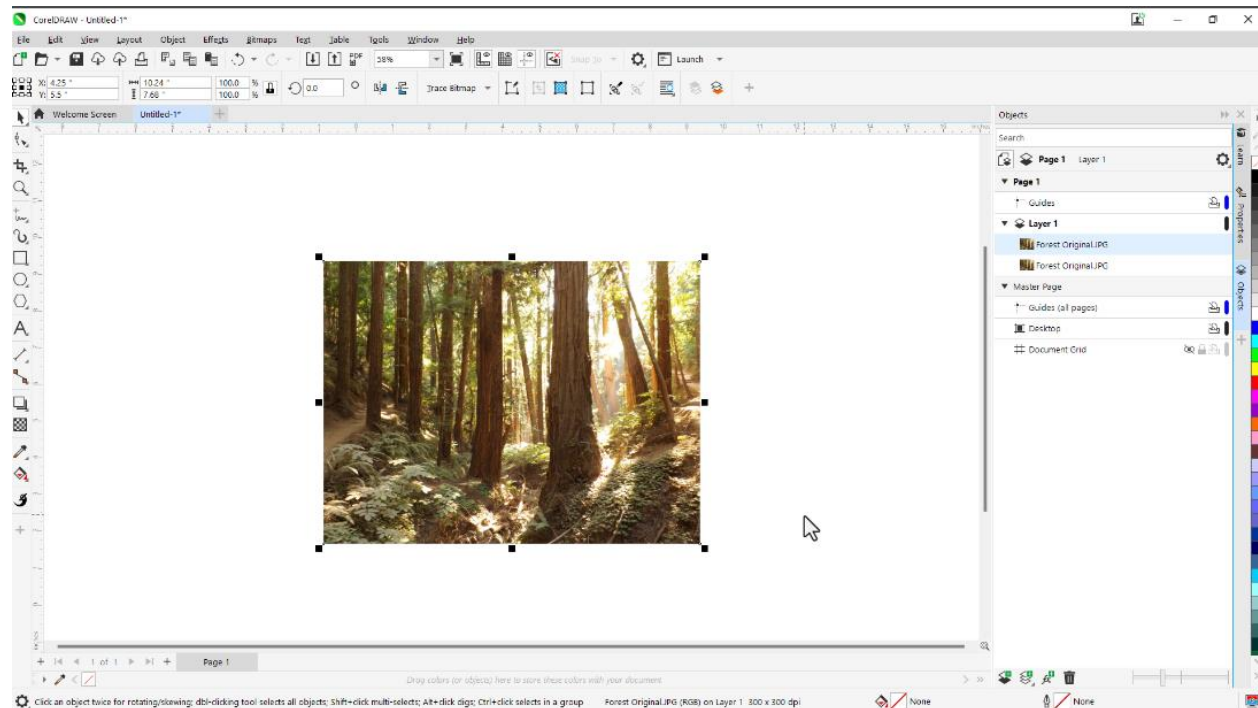 CorelDRAW - Untitled-1*
File Edit View Layout Object Effects Bitmaps Text Table Tools Window Help
PDF 58% Snap To Launch
X: 4.25 " 10.24 " 100.0 % 0.0 Trace Bitmap
Y: 5.5 " 7.68 " 100.0 %
Welcome Screen Untitled-1*
inches
Objects
Search
Page 1 Layer 1
Page 1
Guides
Layer 1
Forest Original.JPG
Forest Original.JPG
Master Page
Guides (all pages)
Desktop
Document Grid
Learn
Properties
Objects
1 of 1 Page 1
Drag colors (or objects) here to store these colors with your document
Click an object twice for rotating/skewing; dbl-clicking tool selects all objects; Shift+click multi-selects; Alt+click digs; Ctrl+click selects in a group Forest Original.JPG (RGB) on Layer 1 300 x 300 dpi None None